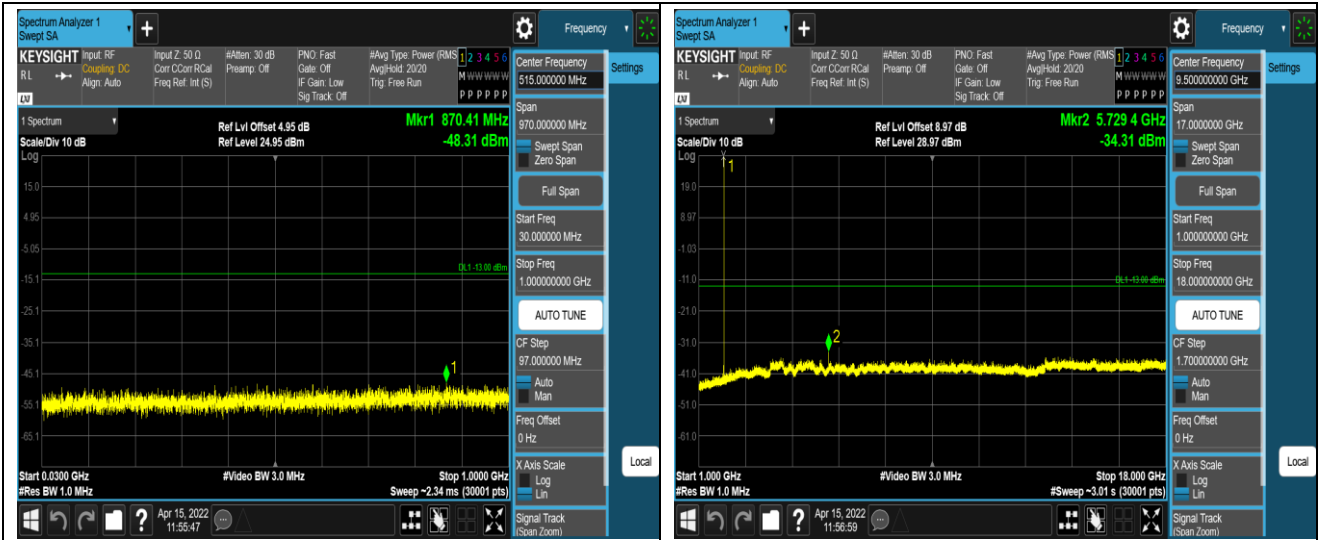 Spectrum Analyzer 1
Swept SA
+
Frequency
KEYSIGHT
RL
LXI
Input: RF
Coupling: DC
Align: Auto
Input Z: 50 Ω
Corr CCorr RCal
Freq Ref: Int (S)
#Atten: 30 dB
Preamp: Off
PNO: Fast
Gate: Off
IF Gain: Low
Sig Track: Off
#Avg Type: Power (RMS
Avg|Hold: 20/20
Trig: Free Run
1 2 3 4 5 6
M W W W W W
P P P P P P
Center Frequency
515.000000 MHz
Settings
Span
970.000000 MHz
Swept Span
Zero Span
Full Span
Start Freq
30.000000 MHz
Stop Freq
1.000000000 GHz
AUTO TUNE
CF Step
97.000000 MHz
Auto
Man
Freq Offset
0 Hz
X Axis Scale
Log
Lin
Local
Signal Track
(Span Zoom)
1 Spectrum
Scale/Div 10 dB
Log
Ref Lvl Offset 4.95 dB
Ref Level 24.95 dBm
Mkr1 870.41 MHz
-48.31 dBm
15.0
4.95
-5.05
DL1 -13.00 dBm
-15.1
-25.1
-35.1
-45.1
1
-55.1
-65.1
Start 0.0300 GHz
#Res BW 1.0 MHz
#Video BW 3.0 MHz
Stop 1.0000 GHz
Sweep ~2.34 ms (30001 pts)
?
Apr 15, 2022
11:55:47
Spectrum Analyzer 1
Swept SA
+
Frequency
KEYSIGHT
RL
LXI
Input: RF
Coupling: DC
Align: Auto
Input Z: 50 Ω
Corr CCorr RCal
Freq Ref: Int (S)
#Atten: 30 dB
Preamp: Off
PNO: Fast
Gate: Off
IF Gain: Low
Sig Track: Off
#Avg Type: Power (RMS
Avg|Hold: 20/20
Trig: Free Run
1 2 3 4 5 6
M W W W W W
P P P P P P
Center Frequency
9.500000000 GHz
Settings
Span
17.0000000 GHz
Swept Span
Zero Span
Full Span
Start Freq
1.000000000 GHz
Stop Freq
18.000000000 GHz
AUTO TUNE
CF Step
1.700000000 GHz
Auto
Man
Freq Offset
0 Hz
X Axis Scale
Log
Lin
Local
Signal Track
(Span Zoom)
1 Spectrum
Scale/Div 10 dB
Log
Ref Lvl Offset 8.97 dB
Ref Level 28.97 dBm
Mkr2 5.729 4 GHz
-34.31 dBm
1
19.0
8.97
-1.03
-11.0
DL1 -13.00 dBm
-21.0
-31.0
2
-41.0
-51.0
-61.0
Start 1.000 GHz
#Res BW 1.0 MHz
#Video BW 3.0 MHz
Stop 18.000 GHz
#Sweep ~3.01 s (30001 pts)
?
Apr 15, 2022
11:56:59